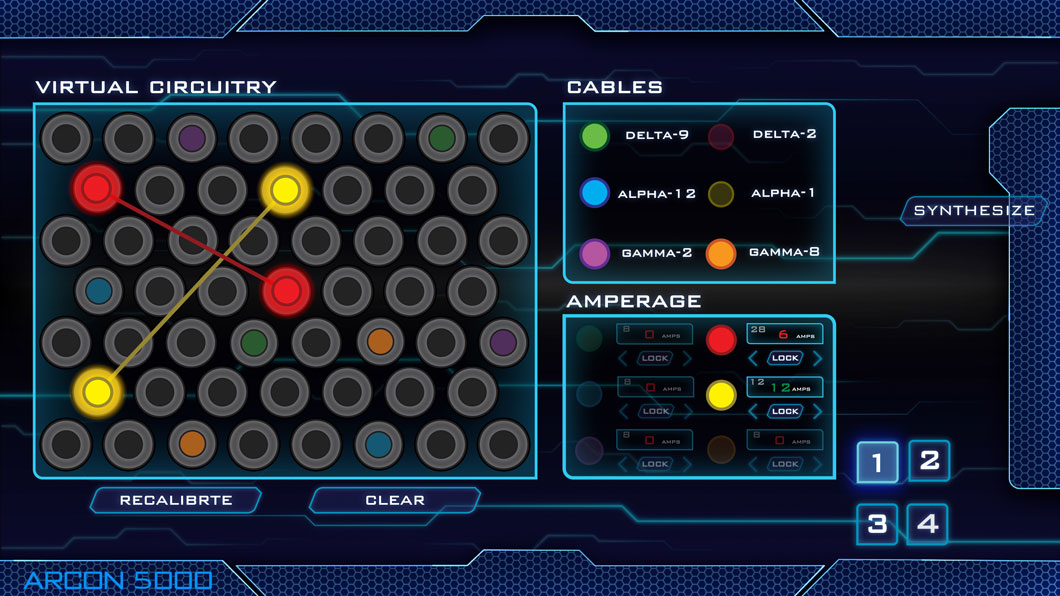 VIRTUAL CIRCUITRY
CABLES
DELTA-9
DELTA-2
ALPHA-12
ALPHA-1
GAMMA-2
GAMMA-8
SYNTHESIZE
AMPERAGE
8
0 AMPS
LOCK
28
6 AMPS
LOCK
6
0 AMPS
LOCK
12
12 AMPS
LOCK
8
0 AMPS
LOCK
8
0 AMPS
LOCK
1
2
3
4
RECALIBRTE
CLEAR
ARCON 5000